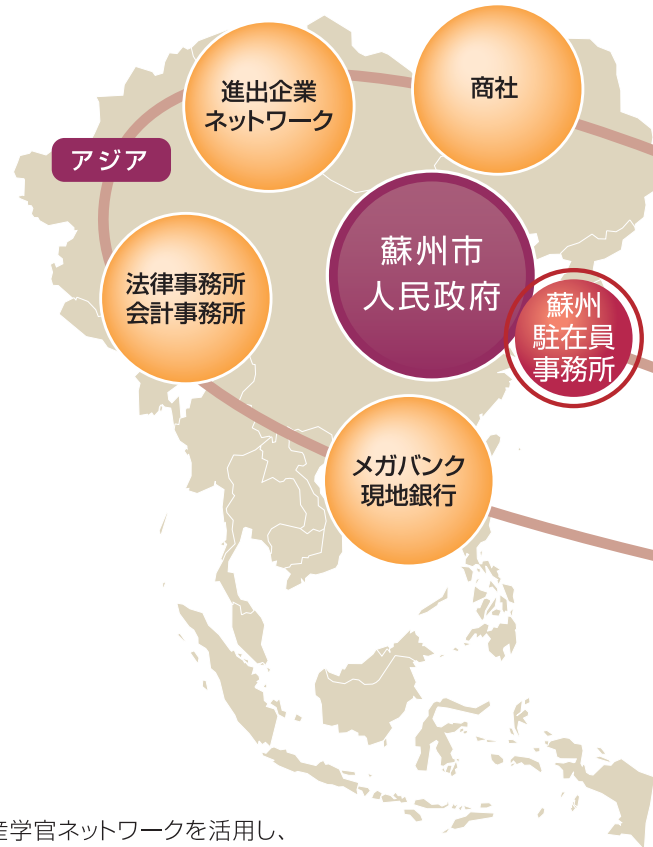 進出企業
ネットワーク
商社
アジア
蘇州市
人民政府
法律事務所
会計事務所
蘇州
駐在員
事務所
メガバンク
現地銀行
産学官ネットワークを活用し、